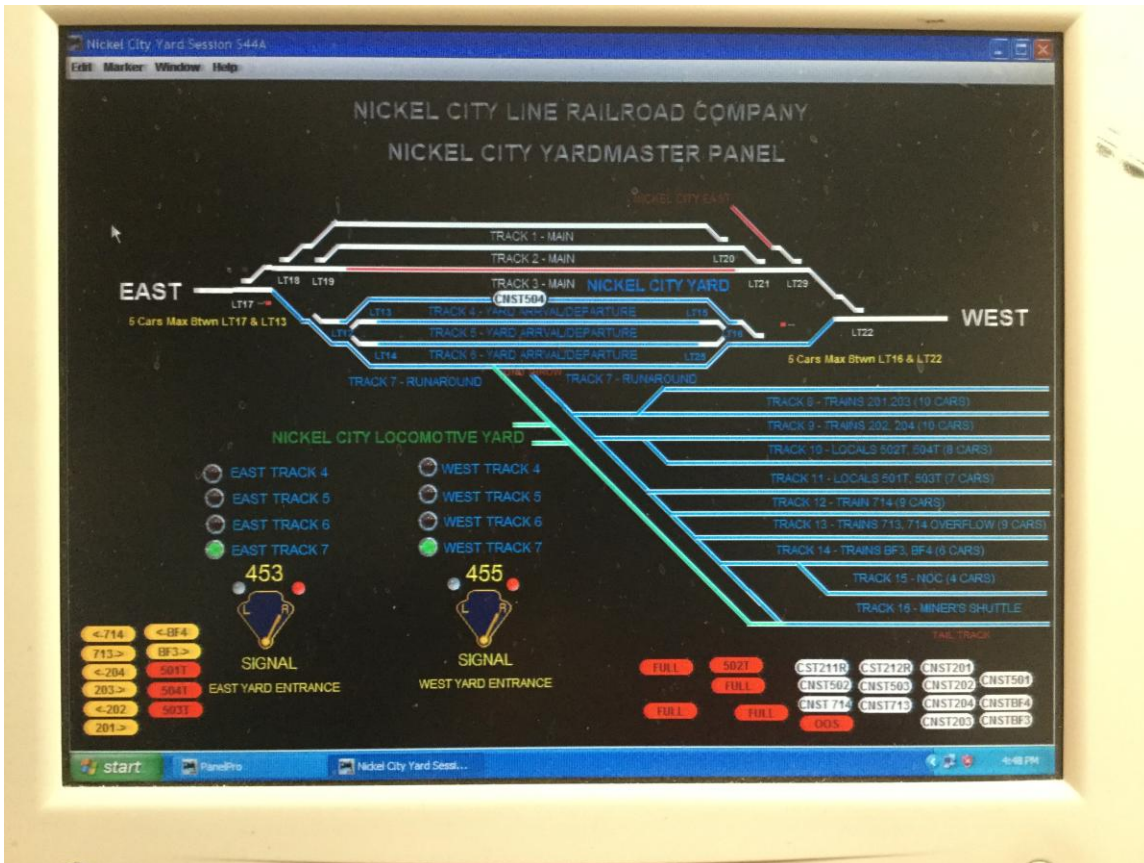 Nickel City Yard Session S44A
Edit Marker Window Help
NICKEL CITY LINE RAILROAD COMPANY
NICKEL CITY YARDMASTER PANEL
NICKEL CITY EAST
TRACK 1 - MAIN
TRACK 2 - MAIN
LT20
LT18 LT19
TRACK 3 - MAIN
LT21 LT29
EAST
NICKEL CITY YARD
LT17
CNST504
WEST
5 Cars Max Btwn LT17 & LT13
LT13
TRACK 4 - YARD ARRIVAL/DEPARTURE
LT15
LT12
TRACK 5 - YARD ARRIVAL/DEPARTURE
LT16
LT22
LT14
TRACK 6 - YARD ARRVAL/DEPARTURE
LT25
5 Cars Max Btwn LT16 & LT22
TRACK 7 - RUNAROUND
TRACK 7 - RUNAROUND
TRACK 8 - TRAINS 201,203 (10 CARS)
TRACK 9 - TRAINS 202, 204 (10 CARS)
NICKEL CITY LOCOMOTIVE YARD
TRACK 10 - LOCALS 502T, 504T (8 CARS)
TRACK 11 - LOCALS 501T, 503T (7 CARS)
TRACK 12 - TRAIN 714 (9 CARS)
TRACK 13 - TRAINS 713, 714 OVERFLOW (9 CARS)
TRACK 14 - TRAINS BF3, BF4 (6 CARS)
TRACK 15 - NOC (4 CARS)
TRACK 16 - MINER'S SHUTTLE
TAIL TRACK
EAST TRACK 4
WEST TRACK 4
EAST TRACK 5
WEST TRACK 5
EAST TRACK 6
WEST TRACK 6
EAST TRACK 7
WEST TRACK 7
453
455
L R
L R
SIGNAL
SIGNAL
EAST YARD ENTRANCE
WEST YARD ENTRANCE
<-714 <-BF4
713-> BF3->
<-204 501T
203-> 504T
<-202 503T
201->
FULL 502T CST211R CST212R CNST201
FULL CNST502 CNST503 CNST202 CNST501
FULL FULL CNST 714 CNST713 CNST204 CNSTBF4
OOS CNST203 CNSTBF3
start PanelPro Nickel City Yard Sessi... 4:48 PM